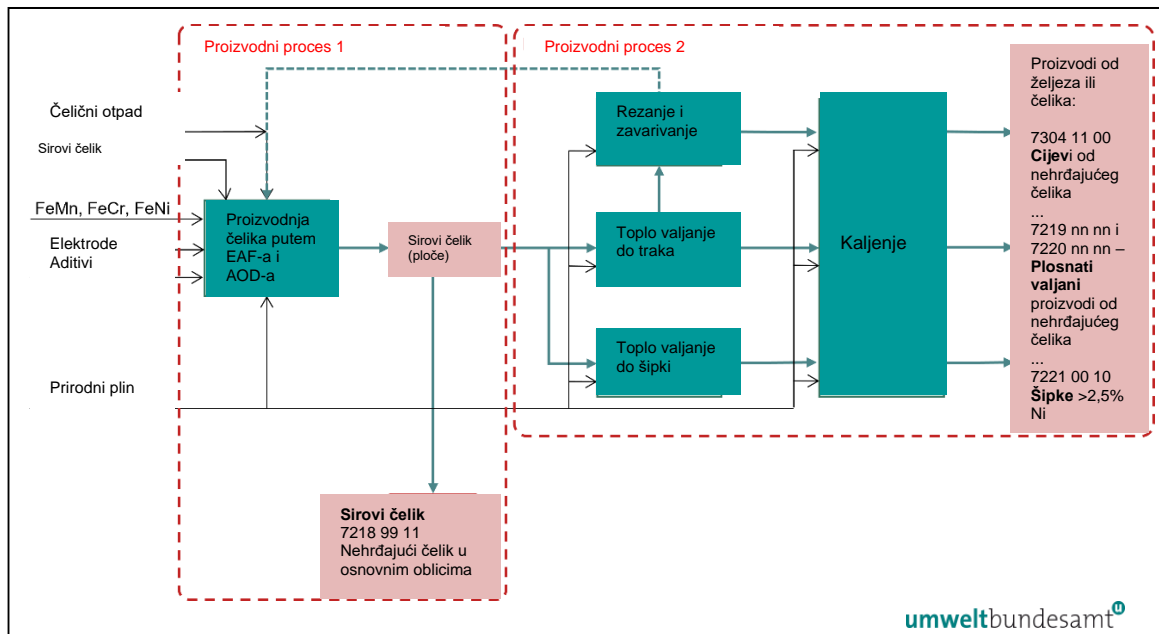 Proizvodni proces 1
Proizvodni proces 2
Čelični otpad
Sirovi čelik
FeMn, FeCr, FeNi
Elektrode
Aditivi
Prirodni plin
Proizvodnja
čelika putem
EAF-a i
AOD-a
Sirovi čelik
(ploče)
Sirovi čelik
7218 99 11
Nehrđajući čelik u
osnovnim oblicima
Rezanje i
zavarivanje
Toplo valjanje
do traka
Toplo valjanje
do šipki
Kaljenje
Proizvodi od
željeza ili
čelika:
7304 11 00
Cijevi od
nehrđajućeg
čelika
...
7219 nn nn i
7220 nn nn –
Plosnati
valjani
proizvodi od
nehrđajućeg
čelika
...
7221 00 10
Šipke >2,5%
Ni
umweltbundesamt u